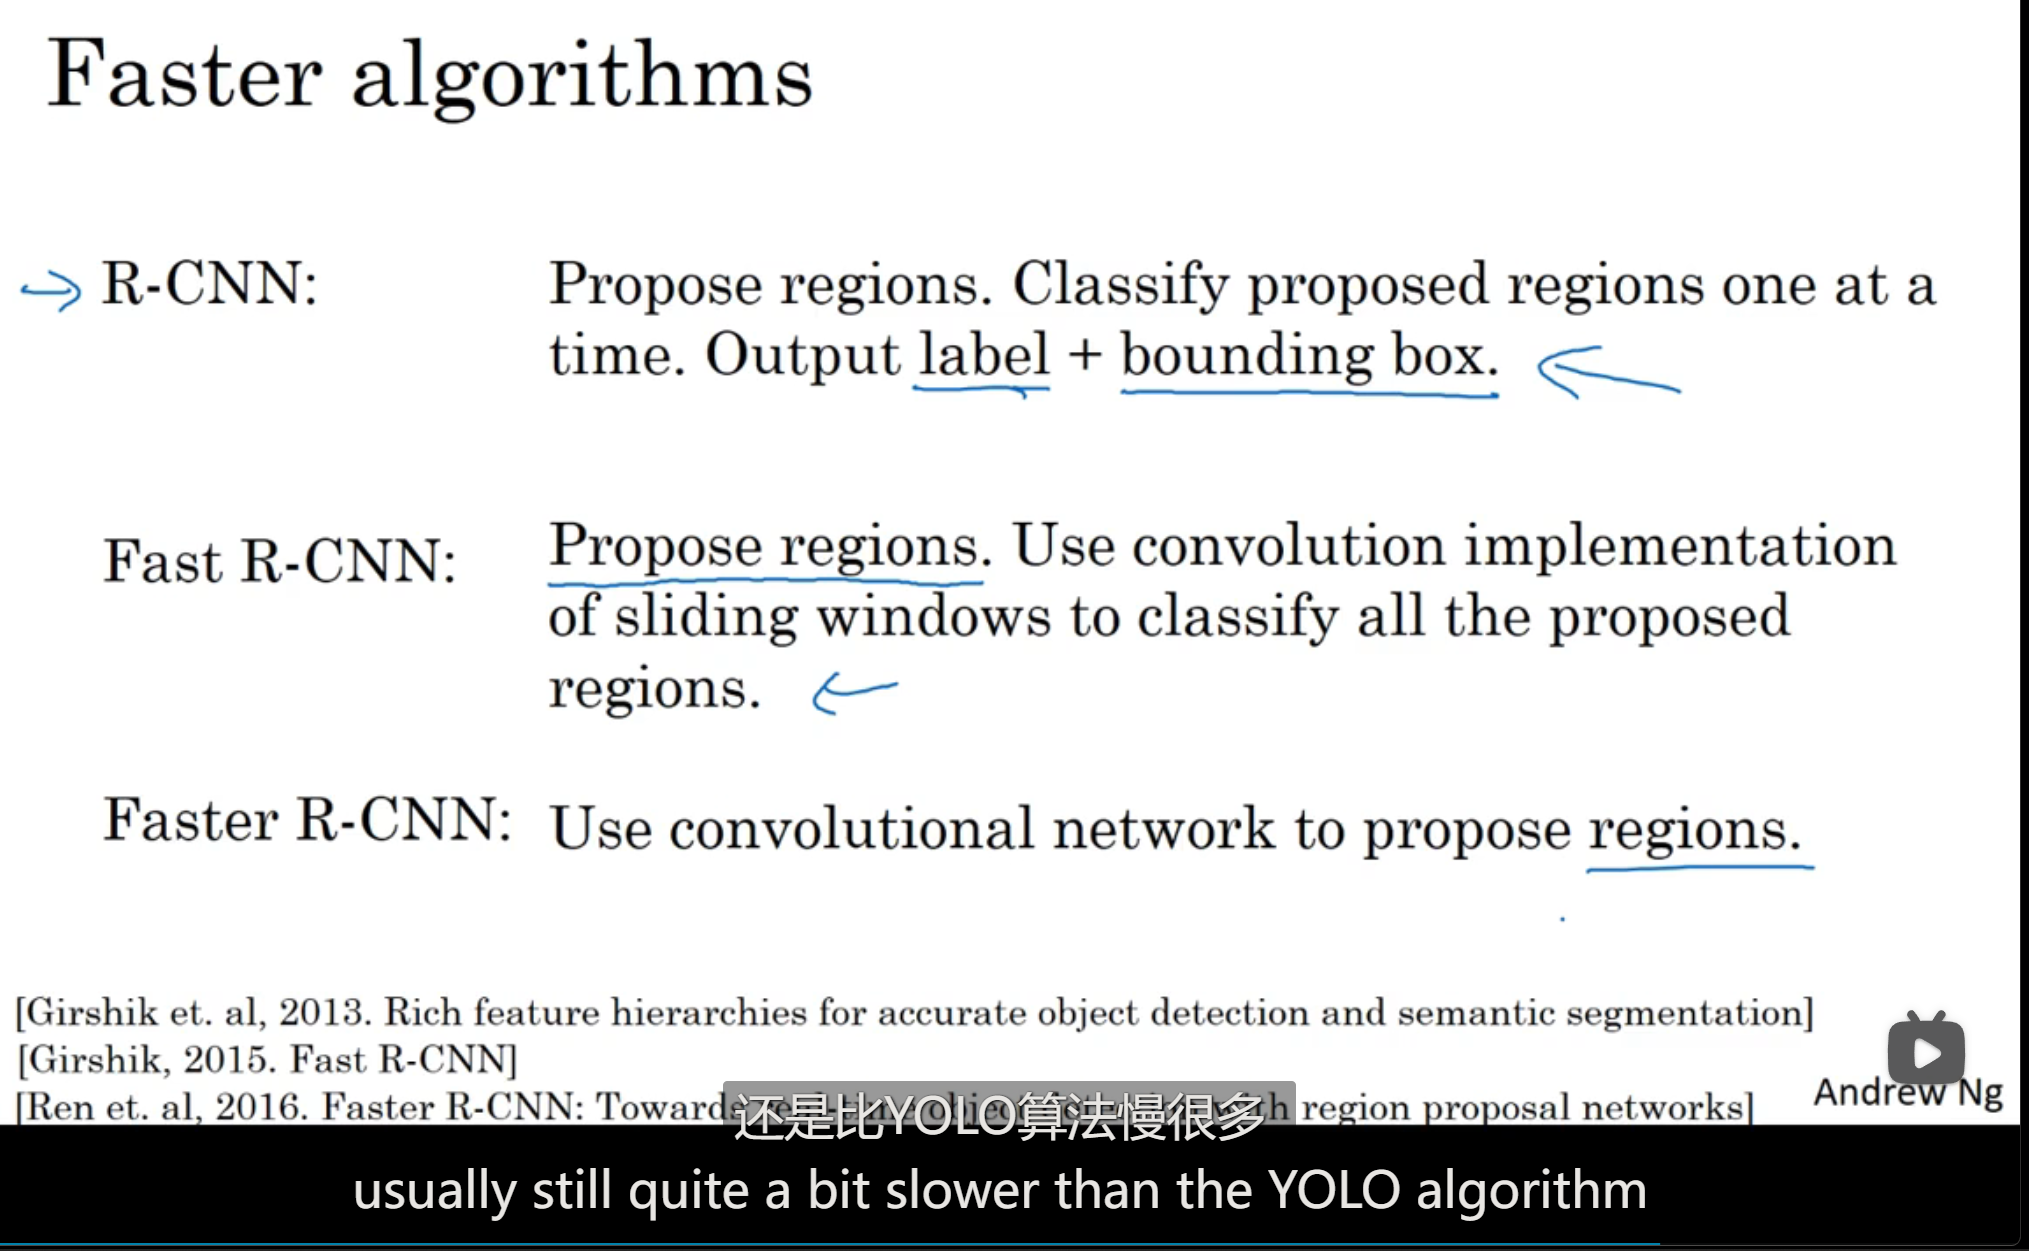 Faster algorithms
R-CNN:
Propose regions. Classify proposed regions one at a
time. Output label + bounding box.
Fast R-CNN:
Propose regions. Use convolution implementation
of sliding windows to classify all the proposed
regions.
Faster R-CNN:
Use convolutional network to propose regions.
[Girshik et. al, 2013. Rich feature hierarchies for accurate object detection and semantic segmentation]
[Girshik, 2015. Fast R-CNN]
[Ren et. al, 2016. Faster R-CNN: Towards region proposal networks]
Andrew Ng
还是比YOLO算法慢很多
usually still quite a bit slower than the YOLO algorithm